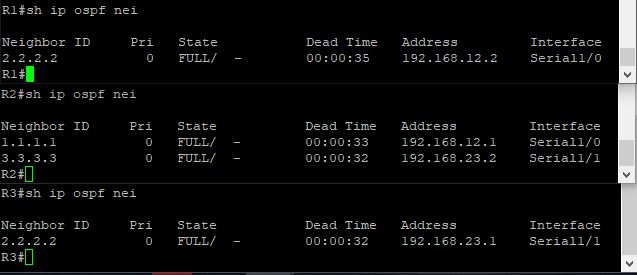 R1#sh ip ospf nei
Neighbor ID     Pri   State           Dead Time   Address         Interface
2.2.2.2           0   FULL/  -        00:00:35    192.168.12.2    Serial1/0
R1#
R2#sh ip ospf nei
Neighbor ID     Pri   State           Dead Time   Address         Interface
1.1.1.1           0   FULL/  -        00:00:33    192.168.12.1    Serial1/0
3.3.3.3           0   FULL/  -        00:00:32    192.168.23.2    Serial1/1
R2#
R3#sh ip ospf nei
Neighbor ID     Pri   State           Dead Time   Address         Interface
2.2.2.2           0   FULL/  -        00:00:32    192.168.23.1    Serial1/1
R3#